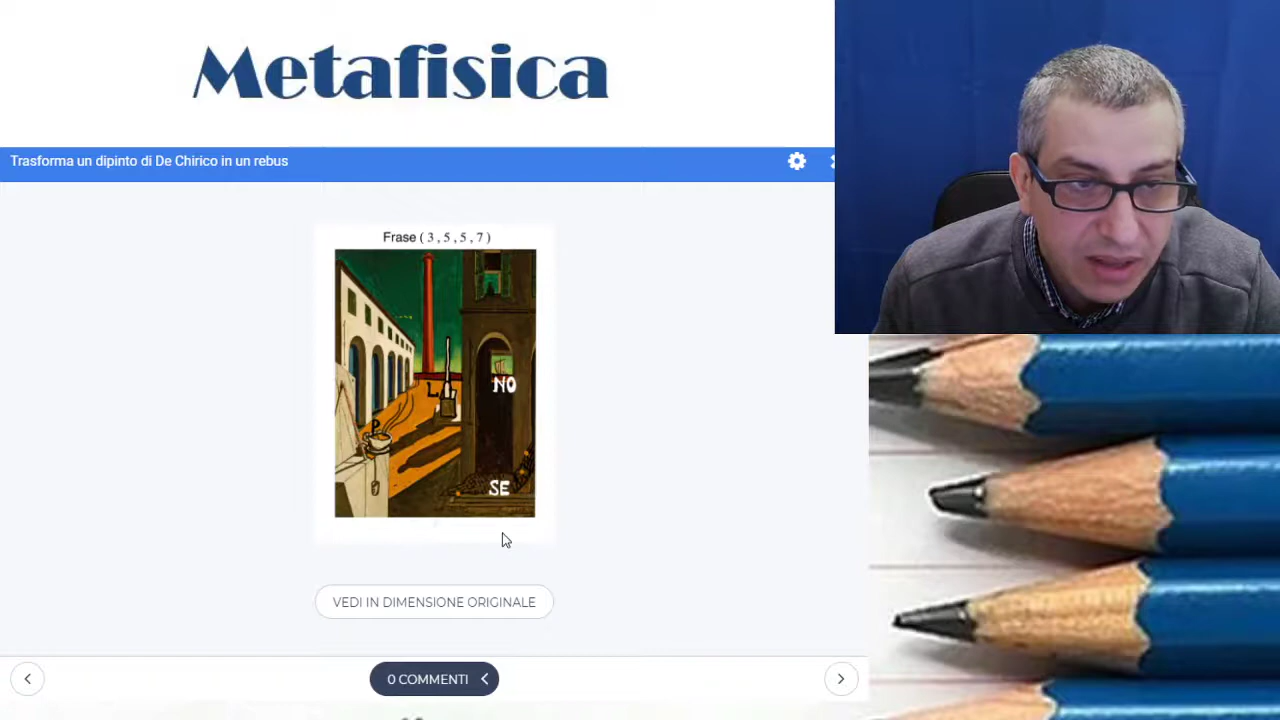 Metafisica
Trasforma un dipinto di De Chirico in un rebus
Frase ( 3 , 5 , 5 , 7 )
NO
L
P
SE
VEDI IN DIMENSIONE ORIGINALE
0 COMMENTI